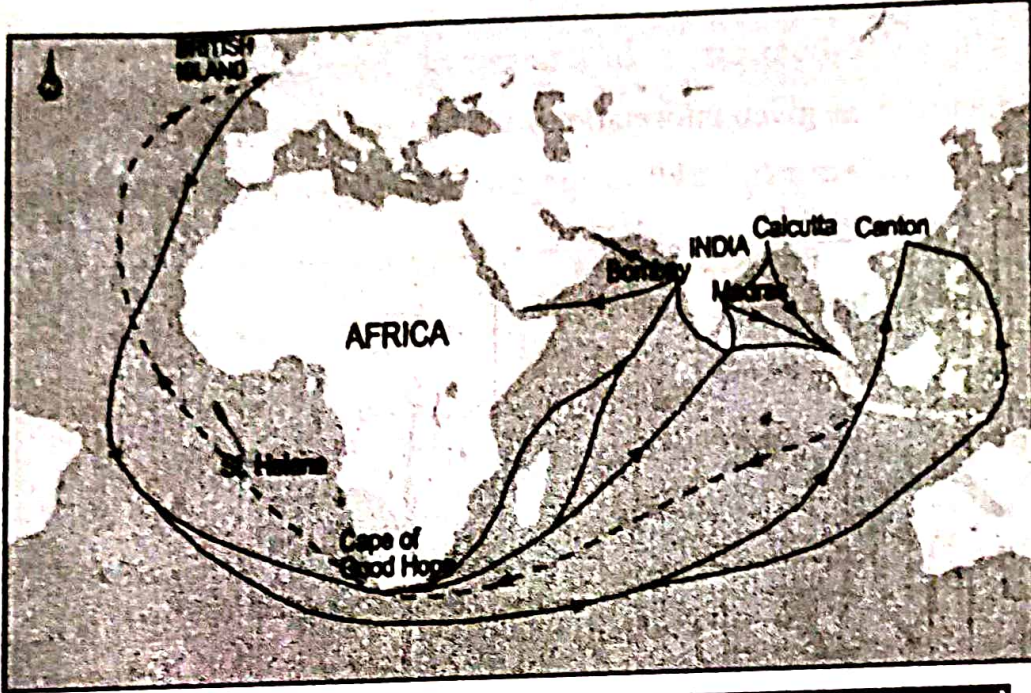 BRITISH
ISLAND
Calcutta Canton
INDIA
Bombay
Madras
AFRICA
St. Helena
Cape of
Good Hope